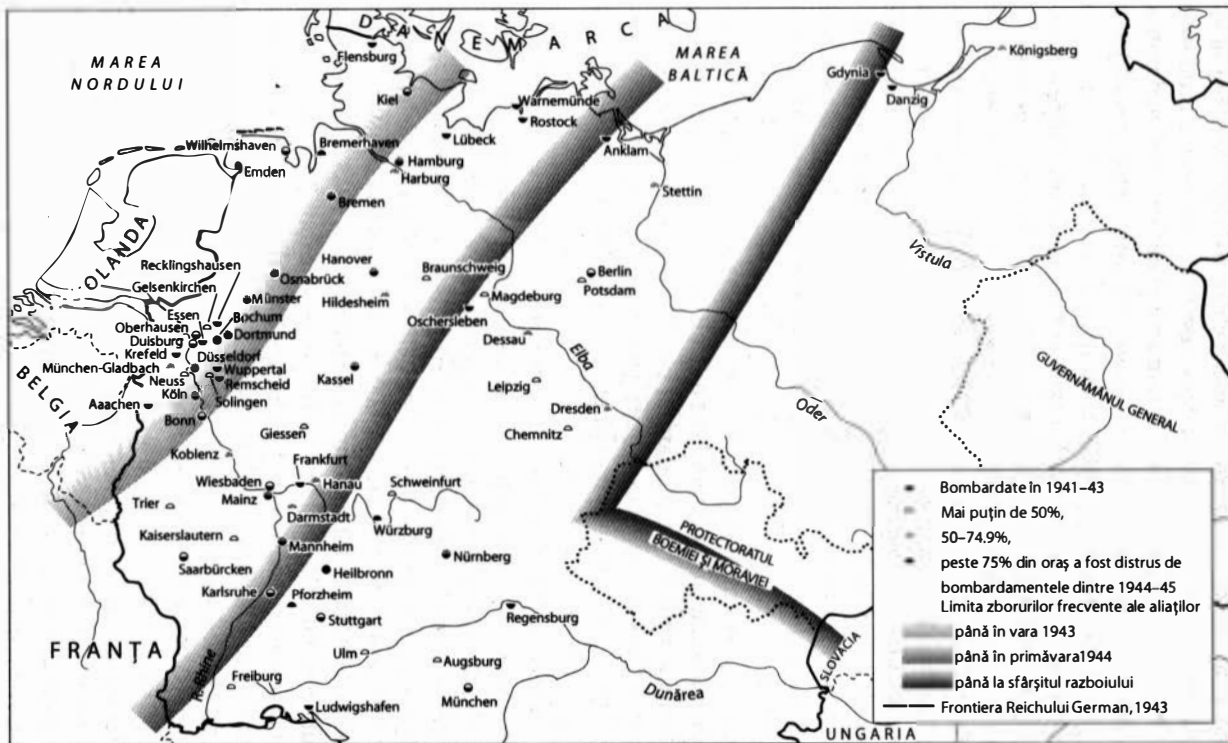 DANEMARCA
MAREA
NORDULUI
MAREA
BALTICĂ
Flensburg
Königsberg
Gdynia
Danzig
Kiel
Warnemünde
Rostock
Lübeck
Wilhelmshaven
Bremerhaven
Anklam
Emden
Hamburg
Harburg
Stettin
Bremen
OLANDA
Vistula
Recklingshausen
Hanover
Braunschweig
Berlin
Osnabrück
Potsdam
Gelsenkirchen
Hildesheim
Magdeburg
Münster
Essen
Bochum
Oschersleben
Oberhausen
Dortmund
Dessau
Duisburg
Elba
Krefeld
Düsseldorf
München-Gladbach
Wuppertal
Kassel
Neuss
Remscheid
Leipzig
BELGIA
Köln
Solingen
Aaachen
Dresden
Oder
GUVERNĂMÂNUL GENERAL
Bonn
Giessen
Chemnitz
Koblenz
Frankfurt
Wiesbaden
Hanau
Schweinfurt
Mainz
Trier
Darmstadt
Würzburg
Kaiserslautern
Mannheim
PROTECTORATUL
BOEMIEI ȘI MORAVIEI
Nürnberg
Saarbürcken
Heilbronn
Karlsruhe
Pforzheim
Regensburg
Stuttgart
FRANȚA
Ulm
Augsburg
SLOVACIA
R. Rhine
Freiburg
München
Dunărea
Ludwigshafen
UNGARIA
Bombardate în 1941–43
Mai puțin de 50%,
50–74.9%,
peste 75% din oraș a fost distrus de
bombardamentele dintre 1944–45
Limita zborurilor frecvente ale aliaților
până în vara 1943
până în primăvara1944
până la sfârșitul razboiului
Frontiera Reichului German, 1943